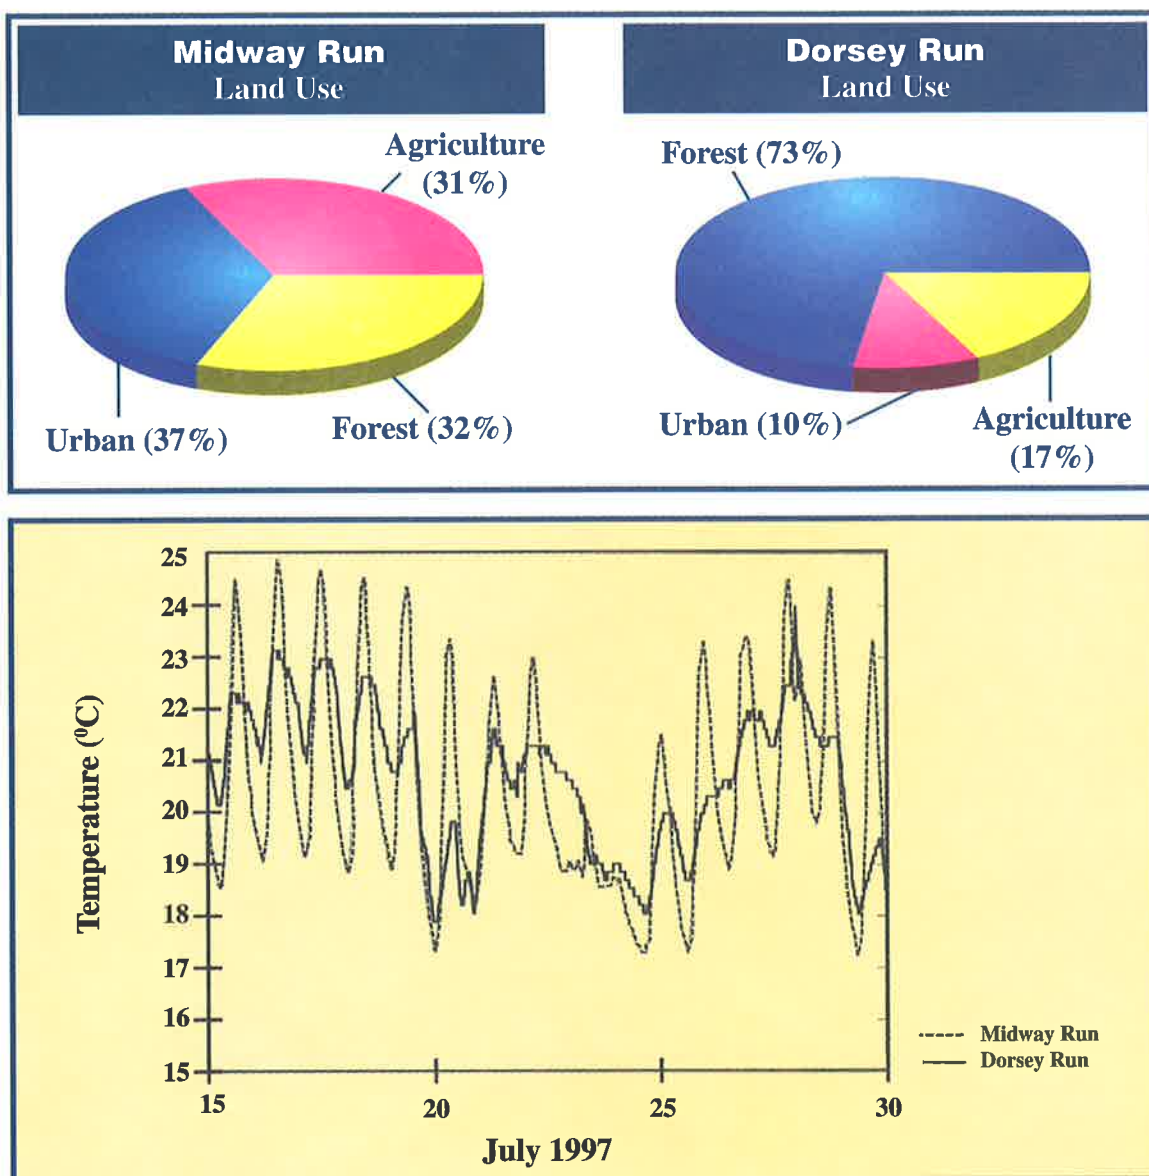 Midway Run
Land Use
Dorsey Run
Land Use
Agriculture
(31%)
Forest (73%)
Urban (37%)
Forest (32%)
Urban (10%)
Agriculture
(17%)
25
24
23
22
21
20
19
18
17
16
15
Temperature (⁰C)
15
20
25
30
July 1997
Midway Run
Dorsey Run